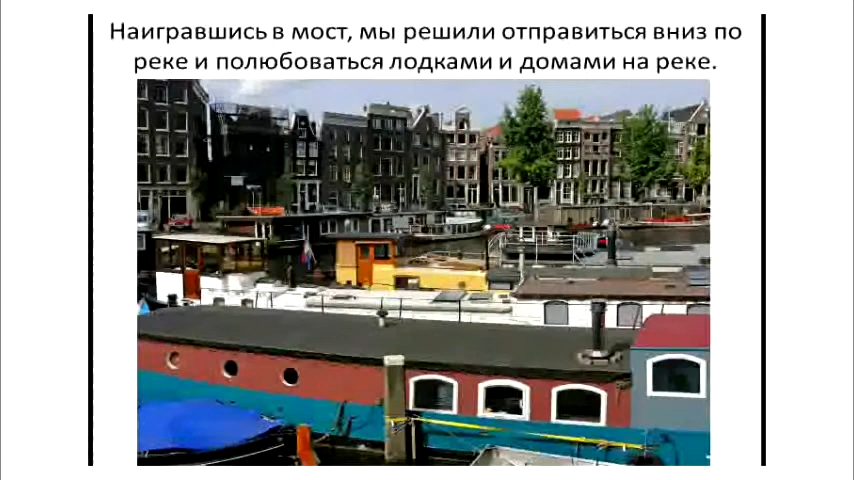 Наигравшись в мост, мы решили отправиться вниз по
реке и полюбоваться лодками и домами на реке.